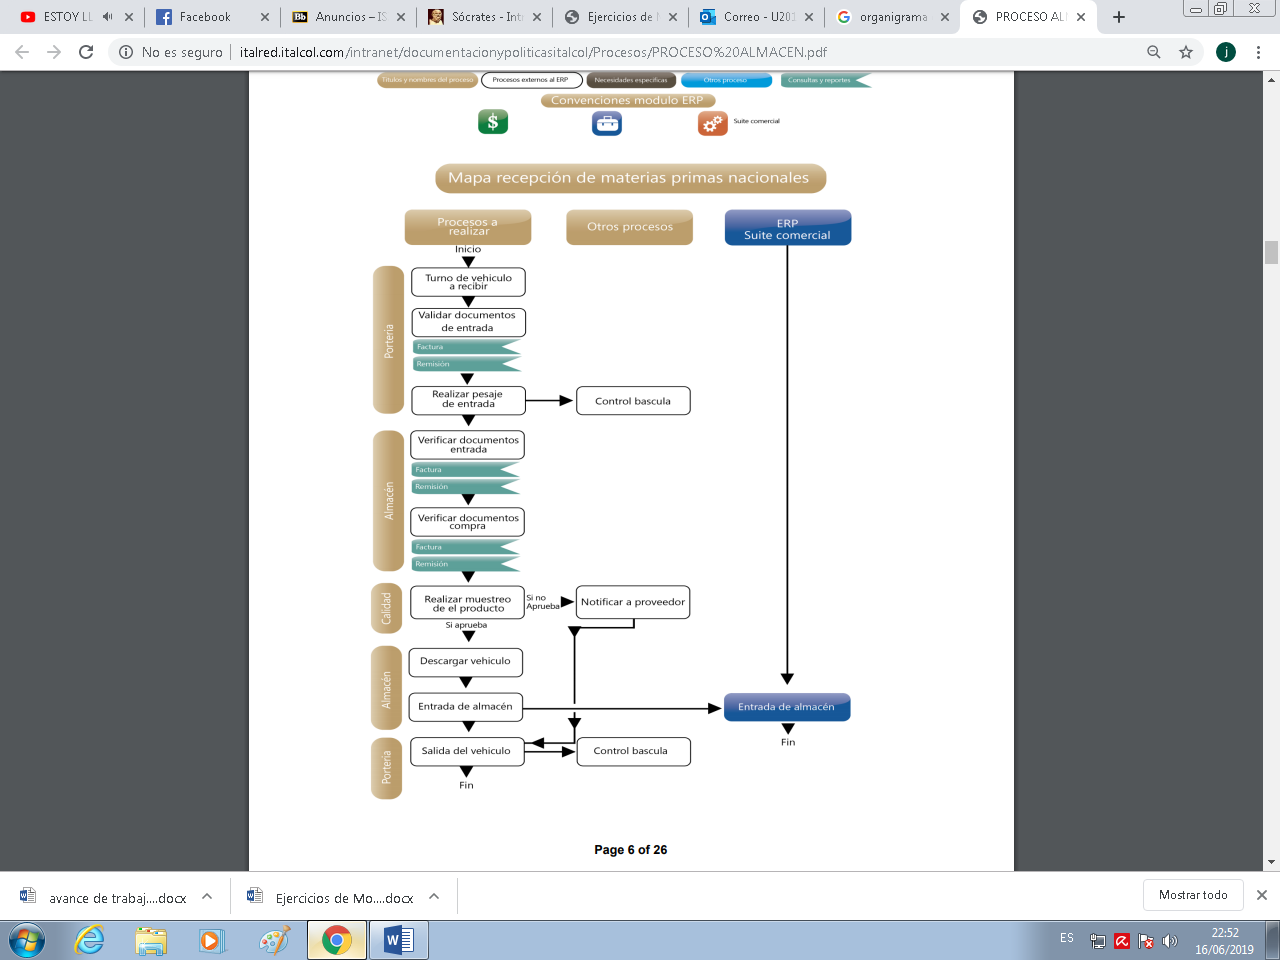 ESTOY LL
Facebook
Anuncios – IS
Sócrates - Intr
Ejercicios de M
Correo - U201
organigrama
PROCESO ALM
No es seguro | italred.italcol.com/intranet/documentacionypoliticasitalcol/Procesos/PROCESO%20ALMACEN.pdf
j
Titulos y nombres del proceso
Procesos externos al ERP
Necesidades especificas
Otros proceso
Consultas y reportes
Convenciones modulo ERP
$
Suite comercial
Mapa recepción de materias primas nacionales
Procesos a
realizar
Otros procesos
ERP
Suite comercial
Inicio
Porteria
Turno de vehiculo
a recibir
Validar documentos
de entrada
Factura
Remisión
Realizar pesaje
de entrada
Control bascula
Almacén
Verificar documentos
entrada
Factura
Remisión
Verificar documentos
compra
Factura
Remisión
Calidad
Realizar muestreo
de el producto
Si no
Aprueba
Notificar a proveedor
Si aprueba
Almacén
Descargar vehiculo
Entrada de almacén
Entrada de almacén
Porteria
Salida del vehiculo
Control bascula
Fin
Fin
Page 6 of 26
avance de trabaj....docx
Ejercicios de Mo....docx
Mostrar todo
ES
22:52
16/06/2019